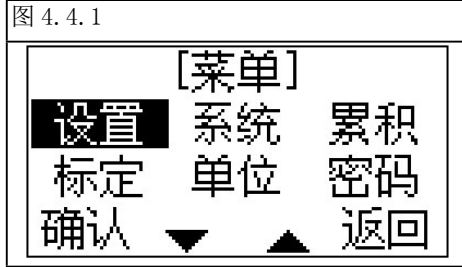 图 4.4.1
[菜单]
设置 系统 累积
标定 单位 密码
确认 ▼ ▲ 返回